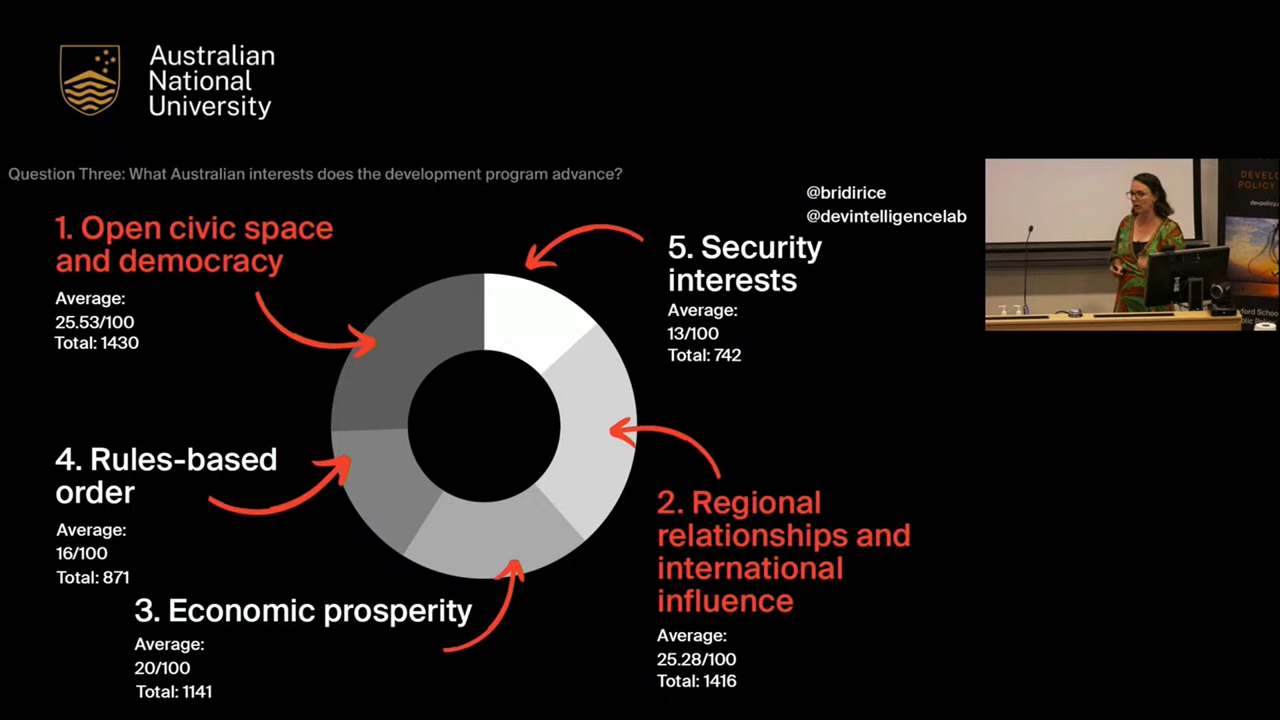 Australian
National
University
Question Three: What Australian interests does the development program advance?
@bridirice
@devintelligencelab
1. Open civic space
and democracy
Average:
25.53/100
Total: 1430
5. Security
interests
Average:
13/100
Total: 742
4. Rules-based
order
Average:
16/100
Total: 871
2. Regional
relationships and
international
influence
Average:
25.28/100
Total: 1416
3. Economic prosperity
Average:
20/100
Total: 1141
DEVEL
POLICY
devpolicy